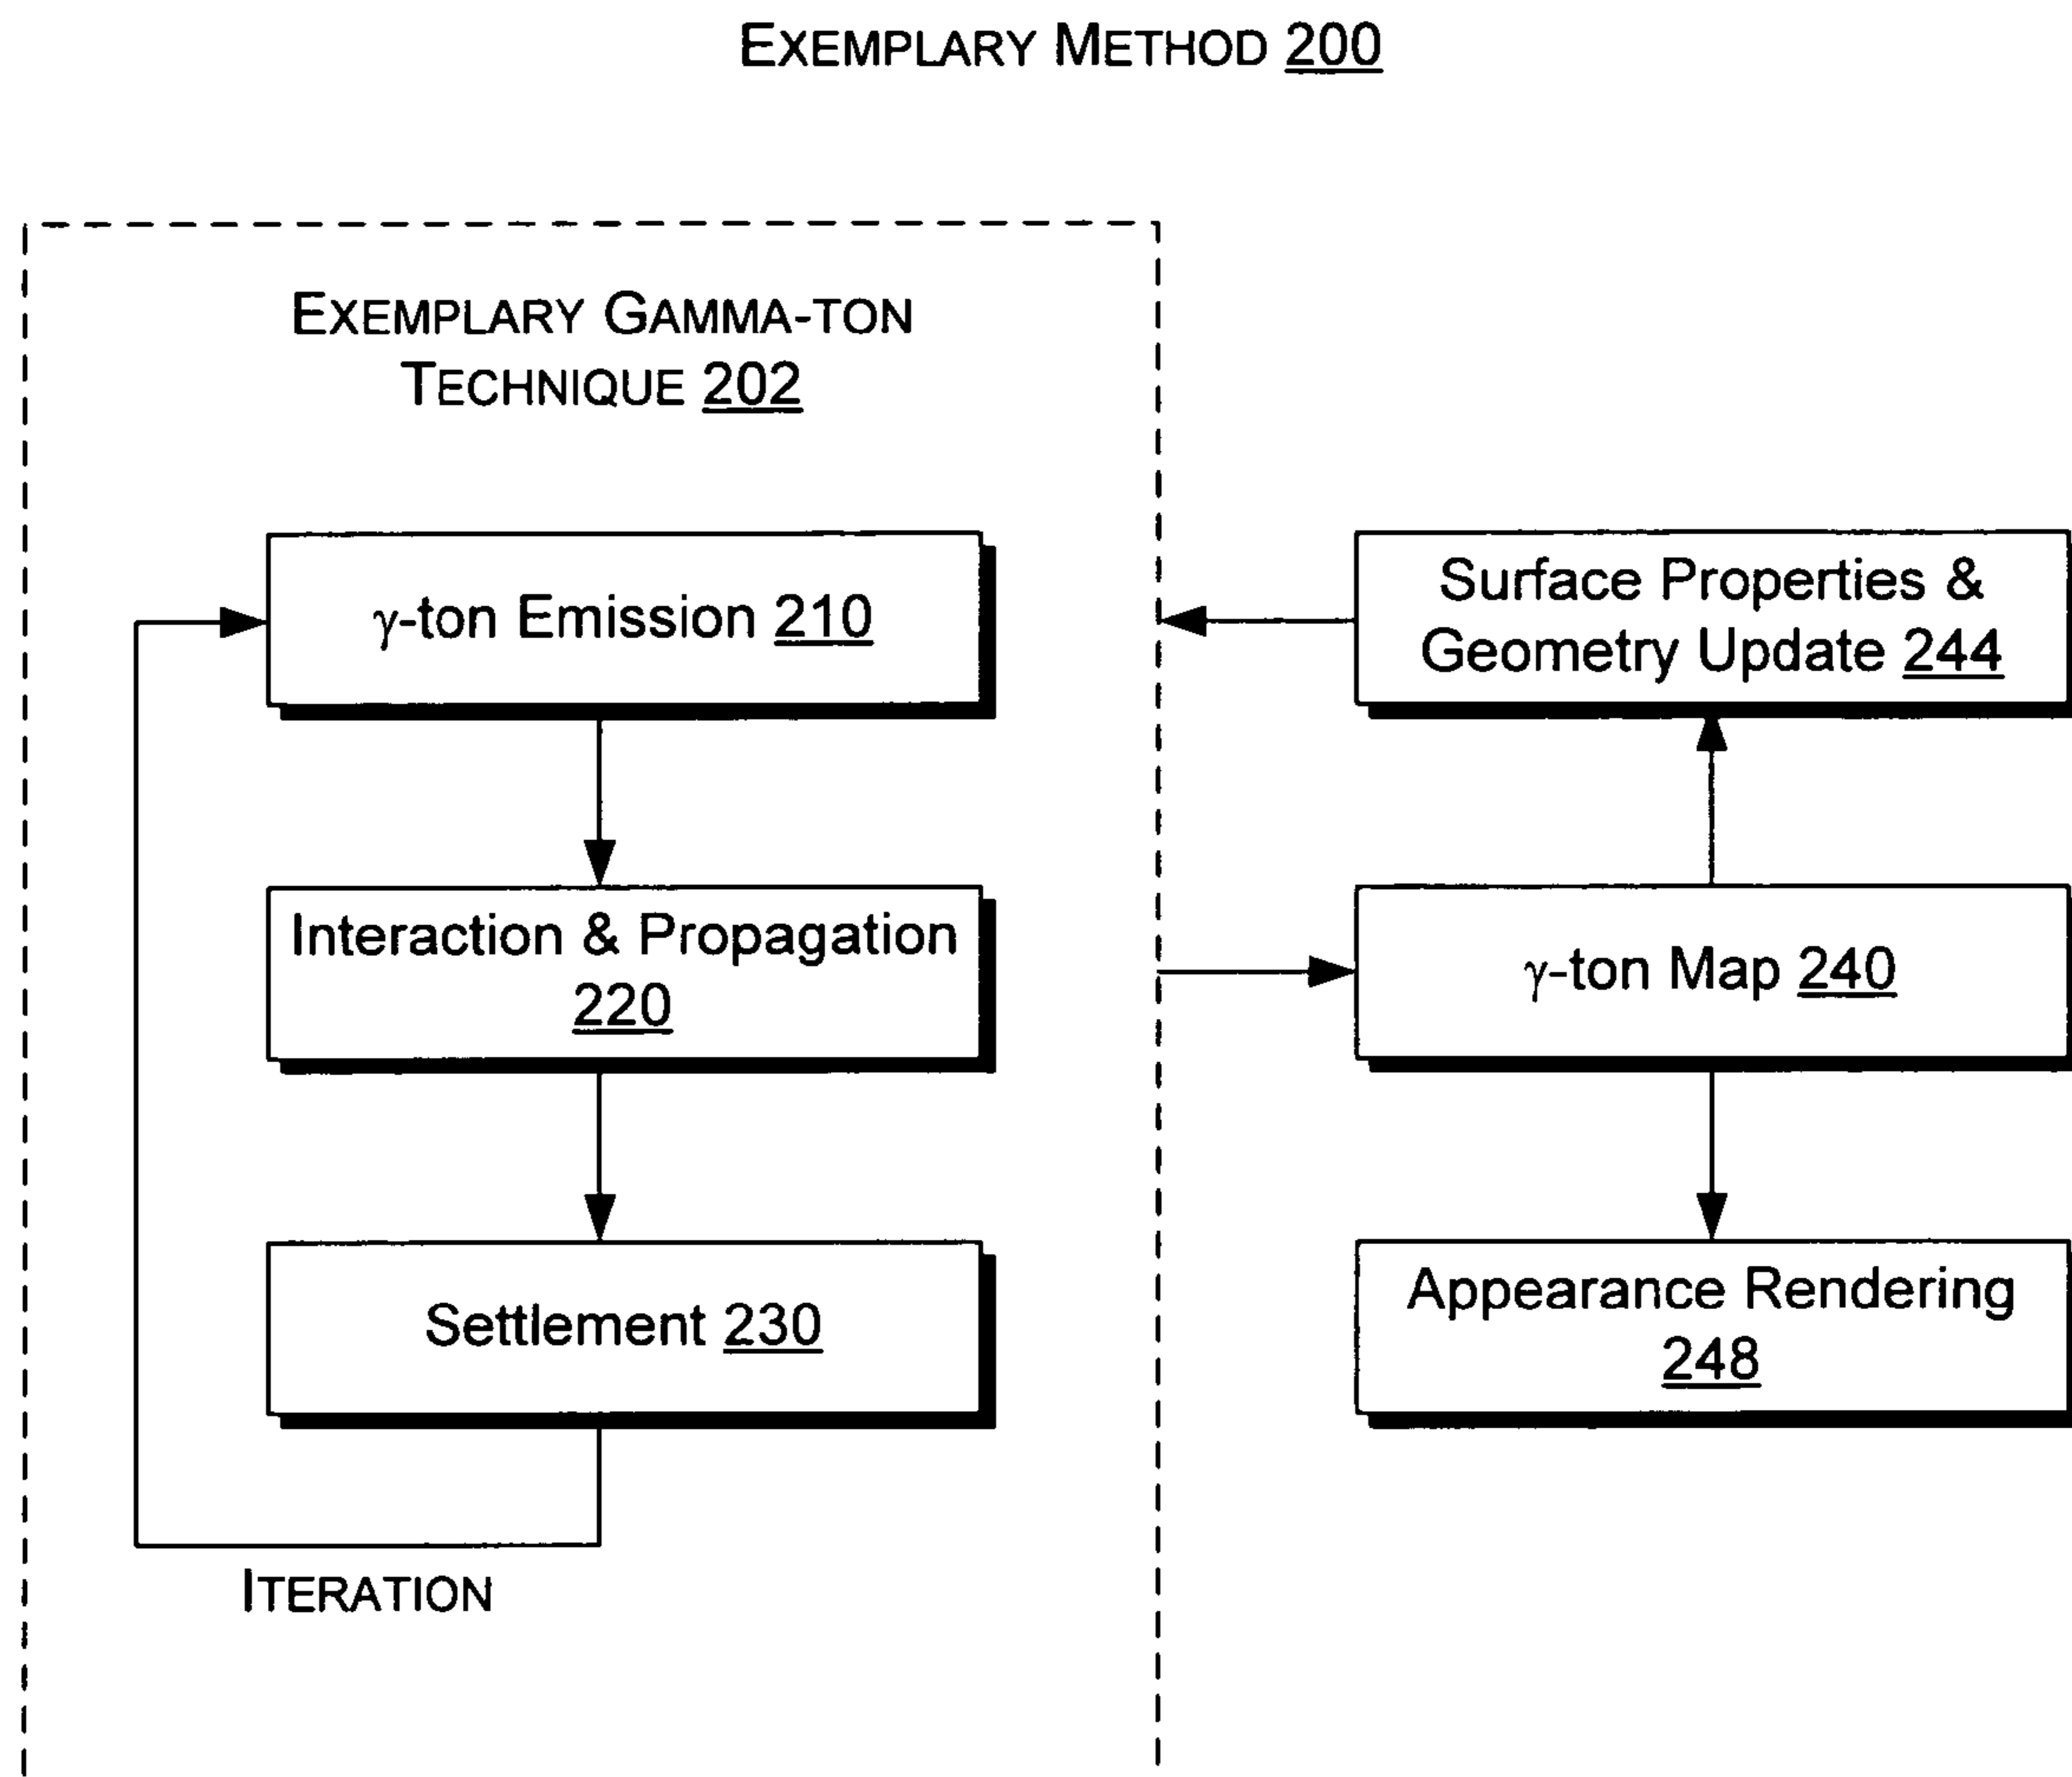 EXEMPLARY METHOD 200
EXEMPLARY GAMMA-TON
TECHNIQUE 202
γ-ton Emission 210
Interaction & Propagation
220
Settlement 230
ITERATION
Surface Properties &
Geometry Update 244
γ-ton Map 240
Appearance Rendering
248